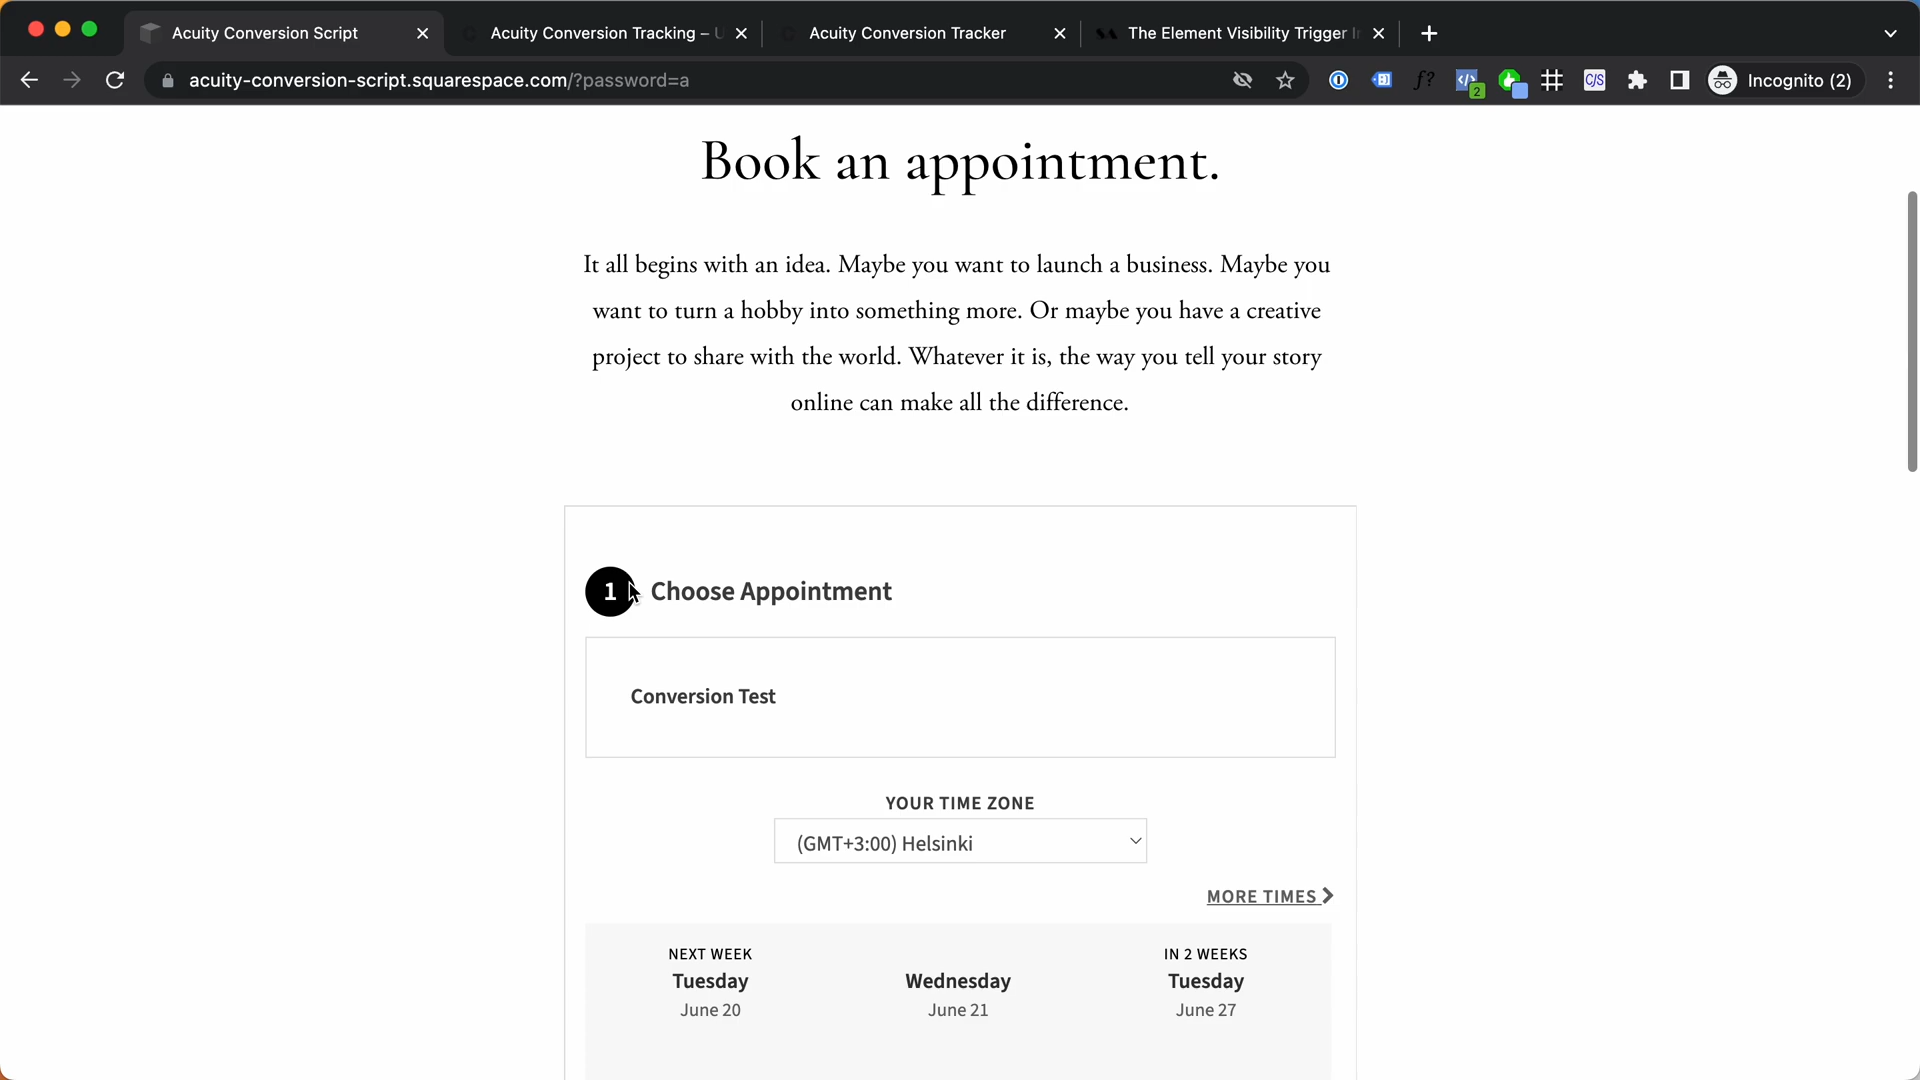 Acuity Conversion Script
Acuity Conversion Tracking –
Acuity Conversion Tracker
The Element Visibility Trigger
acuity-conversion-script.squarespace.com/?password=a
f?
2
C/S
Incognito (2)
Book an appointment.
It all begins with an idea. Maybe you want to launch a business. Maybe you
want to turn a hobby into something more. Or maybe you have a creative
project to share with the world. Whatever it is, the way you tell your story
online can make all the difference.
1 Choose Appointment
Conversion Test
YOUR TIME ZONE
(GMT+3:00) Helsinki
MORE TIMES
NEXT WEEK
Tuesday
June 20
Wednesday
June 21
IN 2 WEEKS
Tuesday
June 27